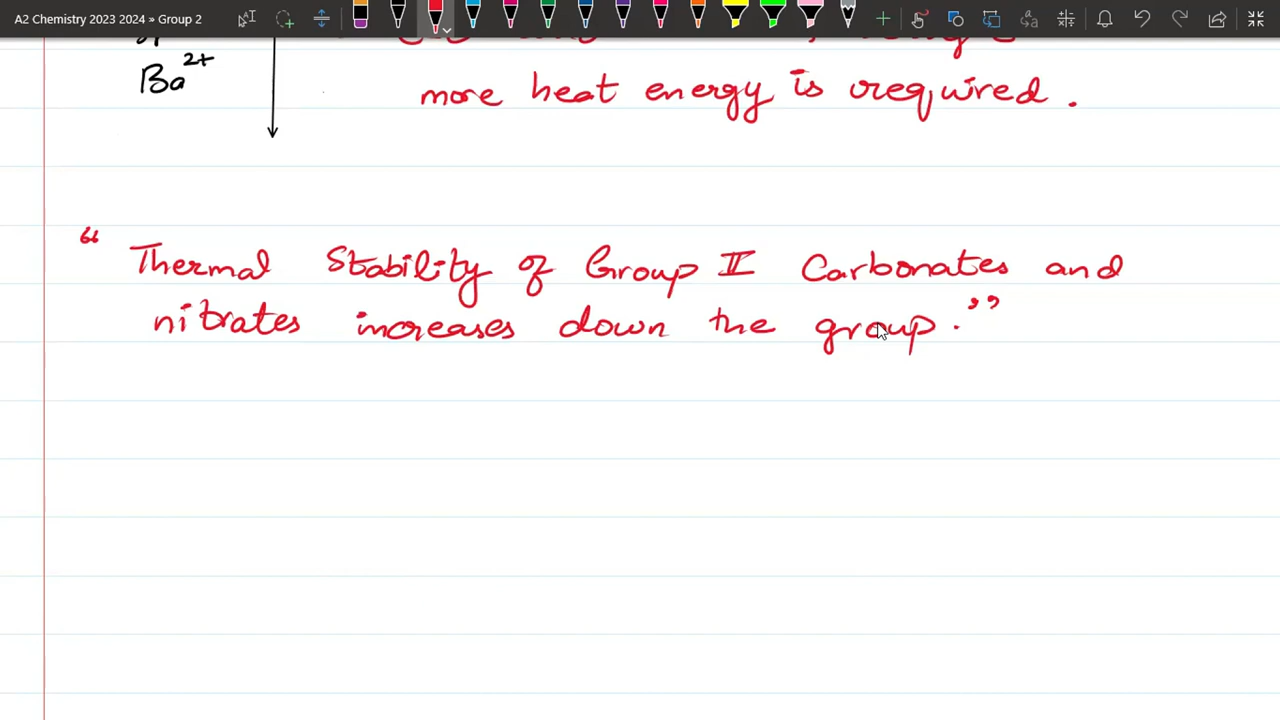 A2 Chemistry 2023 2024 » Group 2
Ba2+
more heat energy is required.
“Thermal Stability of Group II Carbonates and
nitrates increases down the group.”